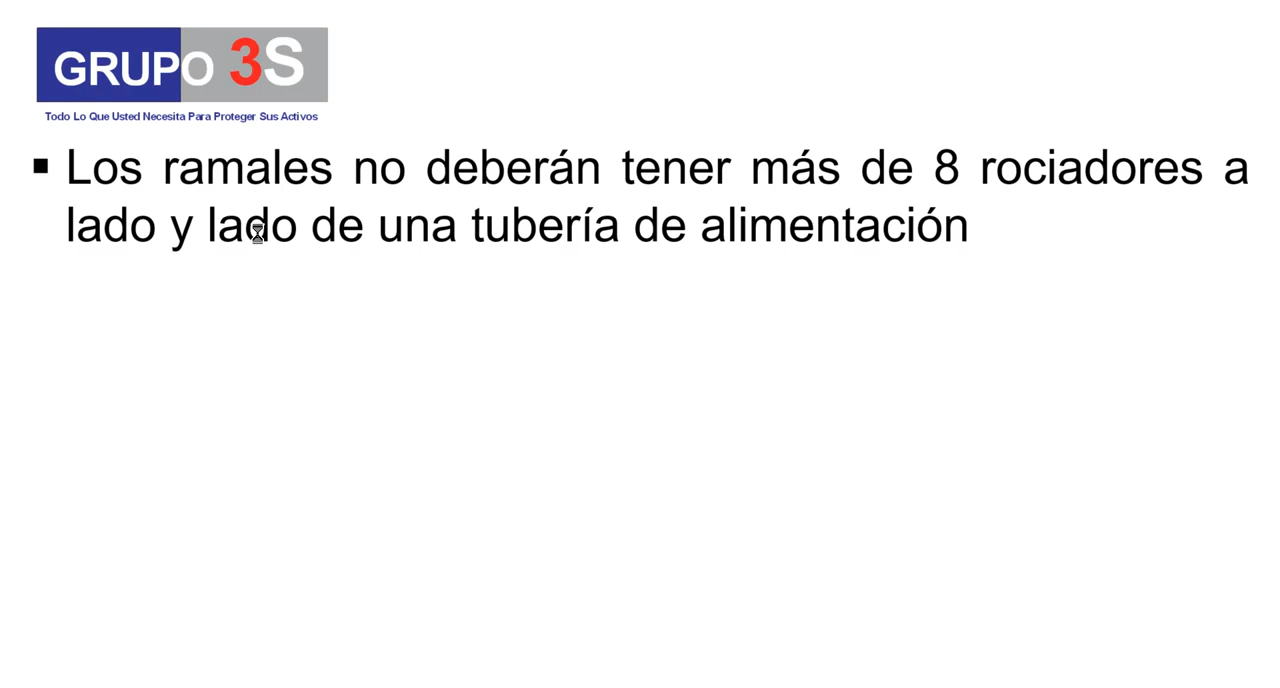 GRUPO 3S
Todo Lo Que Usted Necesita Para Proteger Sus Activos
▪ Los ramales no deberán tener más de 8 rociadores a
lado y lado de una tubería de alimentación